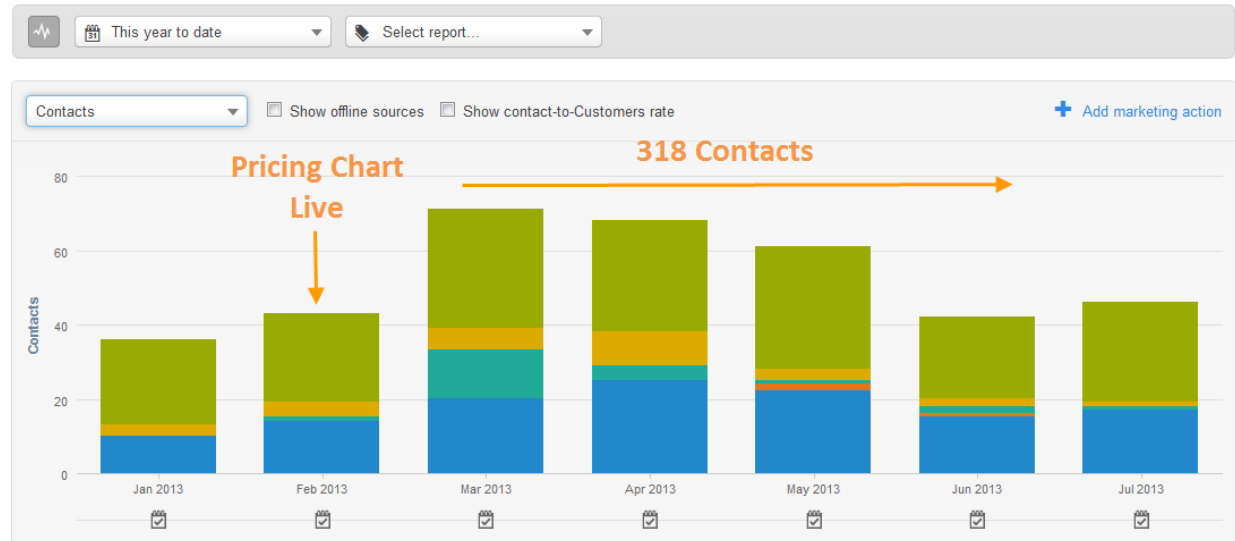 This year to date
Select report...
Contacts
Show offline sources
Show contact-to-Customers rate
Add marketing action
Pricing Chart
Live
318 Contacts
80
60
40
20
0
Contacts
Jan 2013
Feb 2013
Mar 2013
Apr 2013
May 2013
Jun 2013
Jul 2013